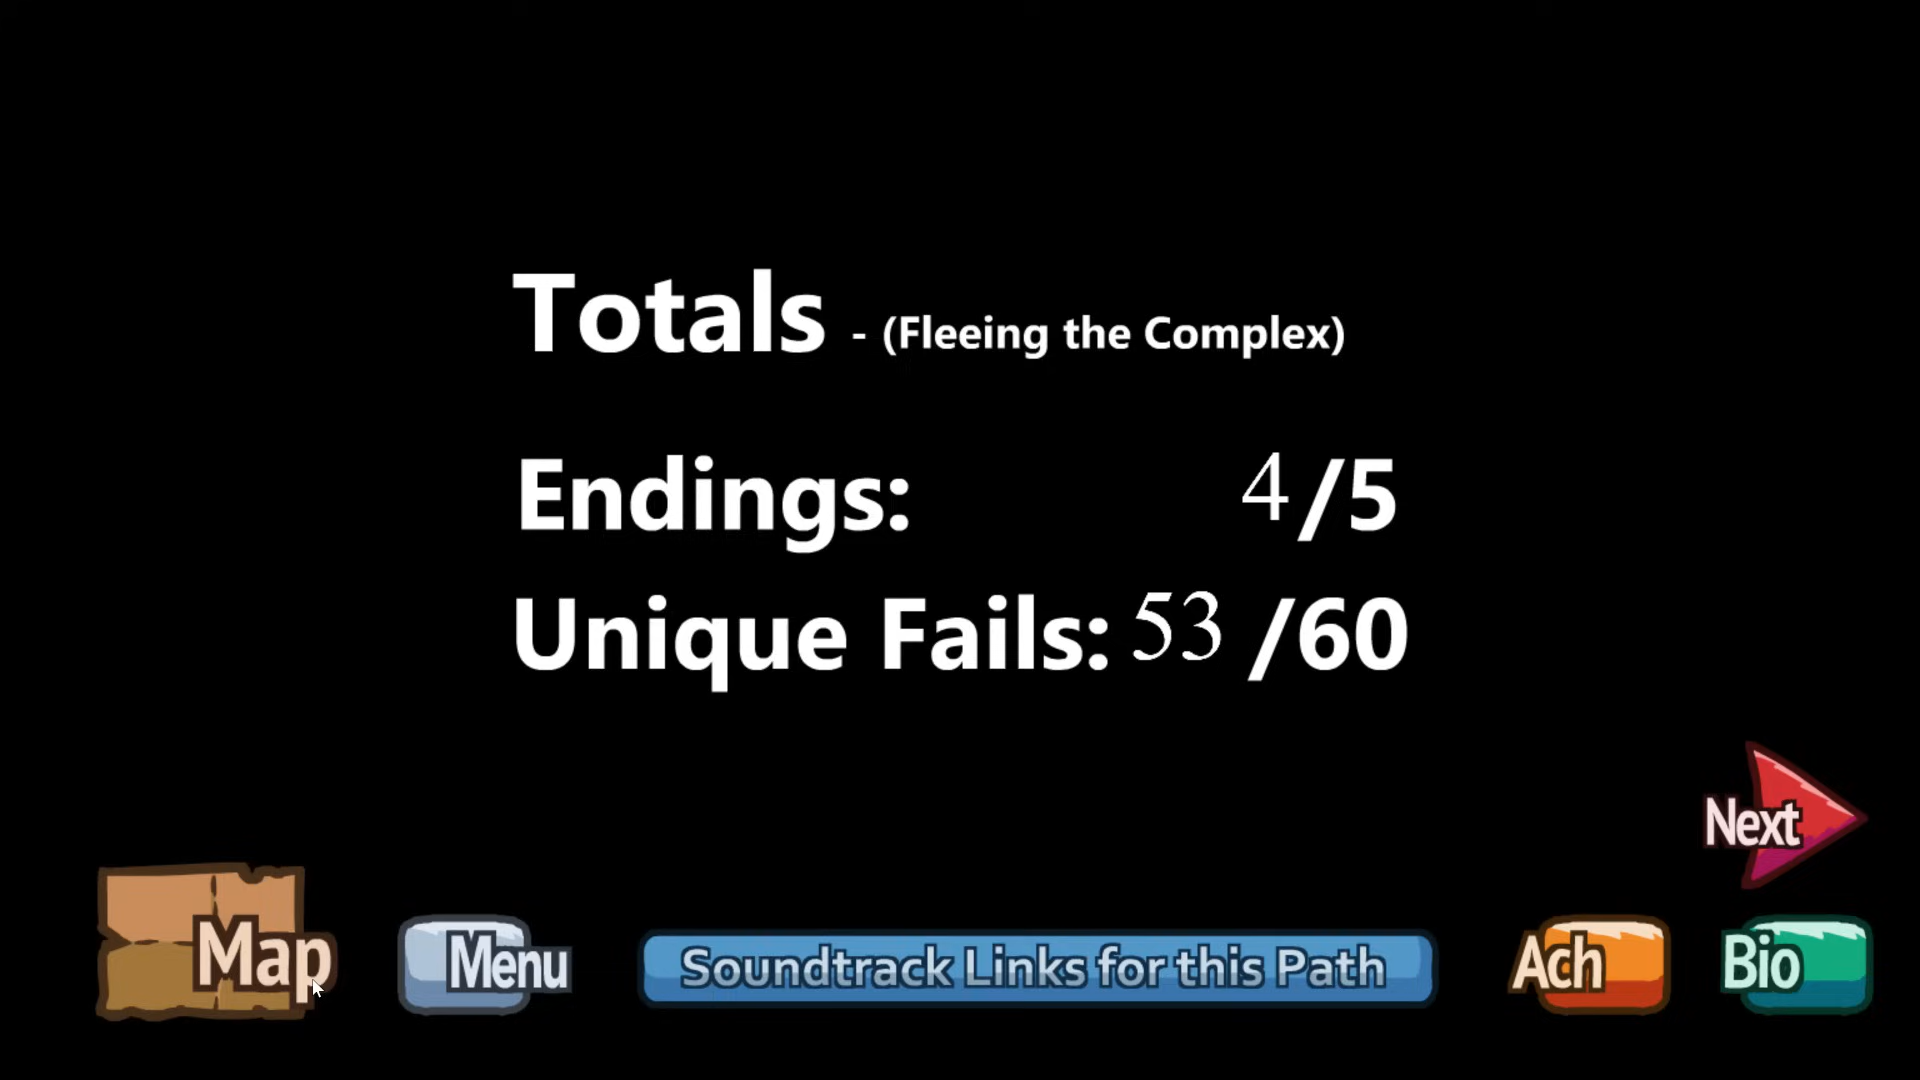 Totals - (Fleeing the Complex)
Endings: 4/5
Unique Fails: 53 /60
Next
Map
Menu
Soundtrack Links for this Path
Ach
Bio